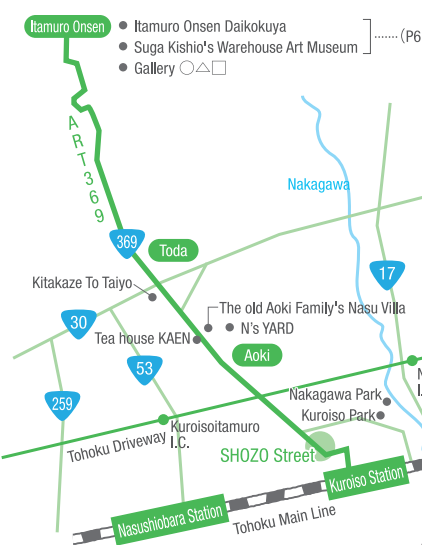 Itamuro Onsen
● Itamuro Onsen Daikokuya
● Suga Kishio's Warehouse Art Museum
(P6
● Gallery ○△□
ART369
Nakagawa
369
Toda
17
Kitakaze To Taiyo
The old Aoki Family's Nasu Villa
30
● N's YARD
Tea house KAEN
Aoki
53
259
N
I.
Nakagawa Park
Kuroiso Park
Kuroisoitamuro
I.C.
Tohoku Driveway
SHOZO Street
Kuroiso Station
Nasushiobara Station
Tohoku Main Line